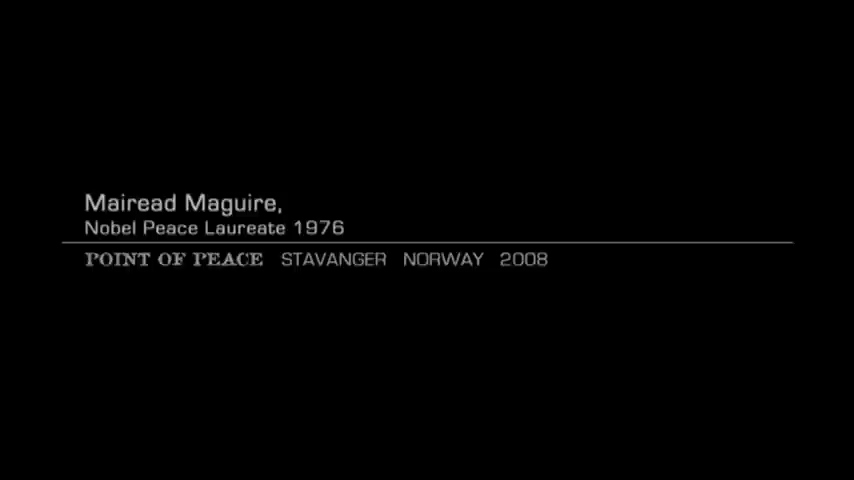 Mairead Maguire,
Nobel Peace Laureate 1976
POINT OF PEACE STAVANGER NORWAY 2008